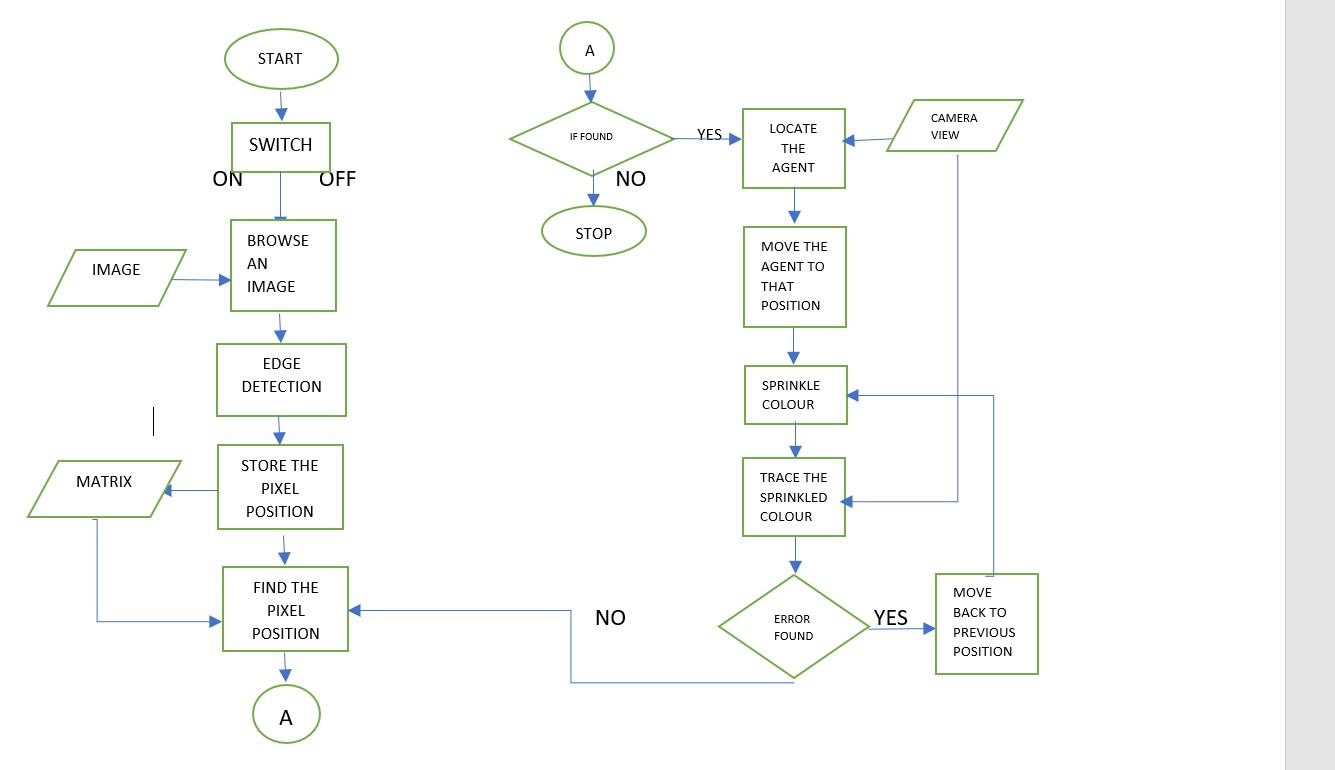 START
SWITCH
ON
OFF
BROWSE
AN
IMAGE
IMAGE
EDGE
DETECTION
STORE THE
PIXEL
POSITION
MATRIX
FIND THE
PIXEL
POSITION
A
A
IF FOUND
YES
NO
STOP
LOCATE
THE
AGENT
CAMERA
VIEW
MOVE THE
AGENT TO
THAT
POSITION
SPRINKLE
COLOUR
TRACE THE
SPRINKLED
COLOUR
ERROR
FOUND
NO
YES
MOVE
BACK TO
PREVIOUS
POSITION